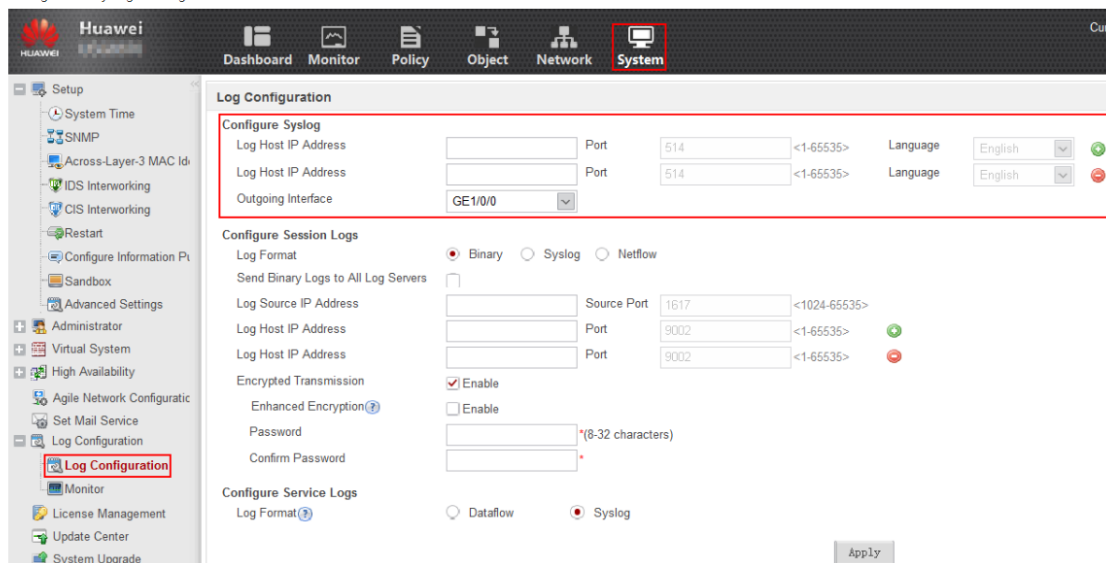 Huawei
HUAWEI
Dashboard Monitor Policy Object Network System
Cur
Setup
System Time
SNMP
Across-Layer-3 MAC Ide
IDS Interworking
CIS Interworking
Restart
Configure Information Pu
Sandbox
Advanced Settings
Administrator
Virtual System
High Availability
Agile Network Configuratic
Set Mail Service
Log Configuration
Log Configuration
Monitor
License Management
Update Center
System Upgrade
Log Configuration
Configure Syslog
Log Host IP Address Port 514 <1-65535> Language English
Log Host IP Address Port 514 <1-65535> Language English
Outgoing Interface GE1/0/0
Configure Session Logs
Log Format Binary Syslog Netflow
Send Binary Logs to All Log Servers
Log Source IP Address Source Port 1617 <1024-65535>
Log Host IP Address Port 9002 <1-65535>
Log Host IP Address Port 9002 <1-65535>
Encrypted Transmission Enable
Enhanced Encryption Enable
Password *(8-32 characters)
Confirm Password *
Configure Service Logs
Log Format Dataflow Syslog
Apply